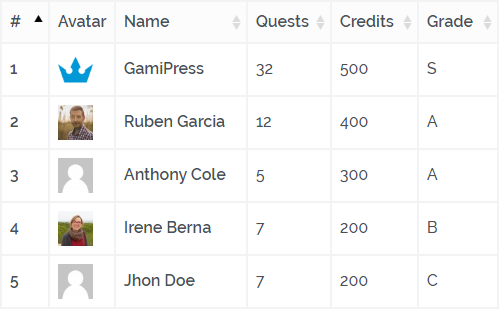 # Avatar Name Quests Credits Grade
1 GamiPress 32 500 S
2 Ruben Garcia 12 400 A
3 Anthony Cole 5 300 A
4 Irene Berna 7 200 B
5 Jhon Doe 7 200 C